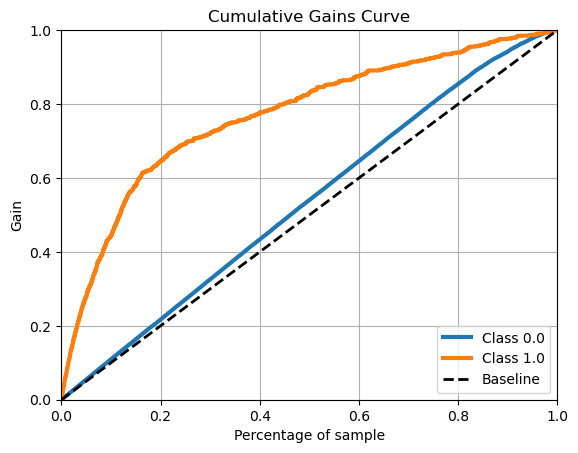 Cumulative Gains Curve
Gain
1.0
0.8
0.6
0.4
0.2
0.0
Class 0.0
Class 1.0
Baseline
0.0 0.2 0.4 0.6 0.8 1.0
Percentage of sample